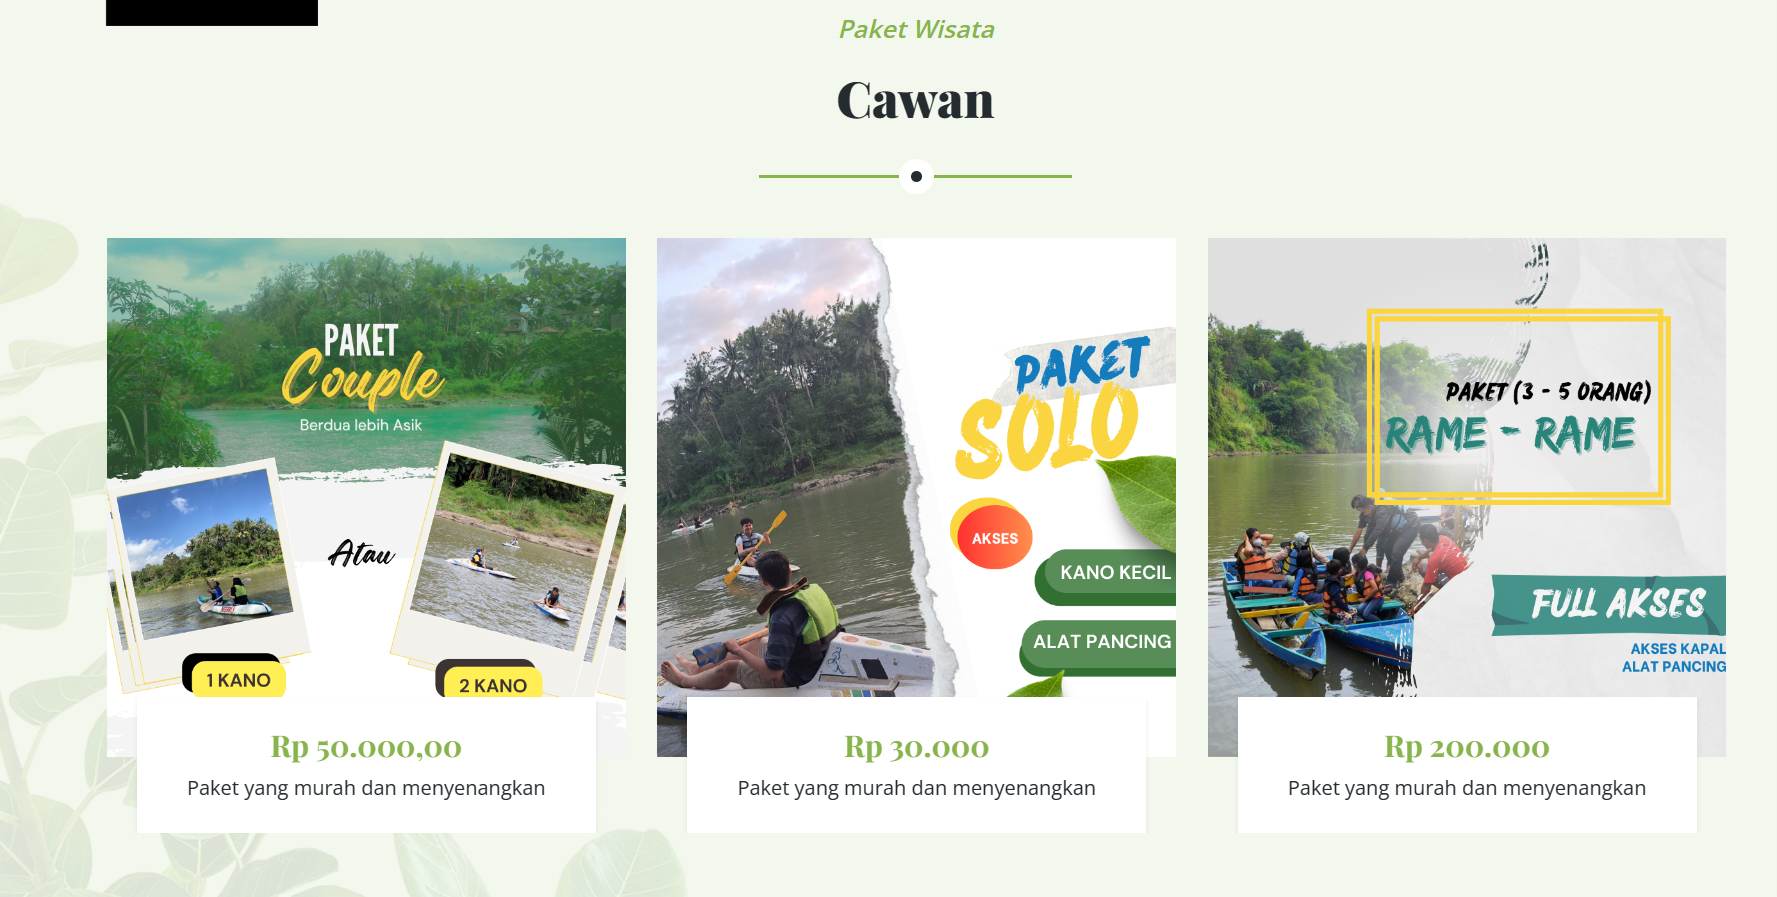 Paket Wisata
Cawan
PAKET
Couple
Berdua lebih Asik
Atau
1 KANO
2 KANO
Rp 50.000,00
Paket yang murah dan menyenangkan
PAKET
SOLO
AKSES
KANO KECIL
ALAT PANCING
Rp 30.000
Paket yang murah dan menyenangkan
PAKET (3 - 5 ORANG)
RAME - RAME
FULL AKSES
AKSES KAPAL
ALAT PANCING
Rp 200.000
Paket yang murah dan menyenangkan